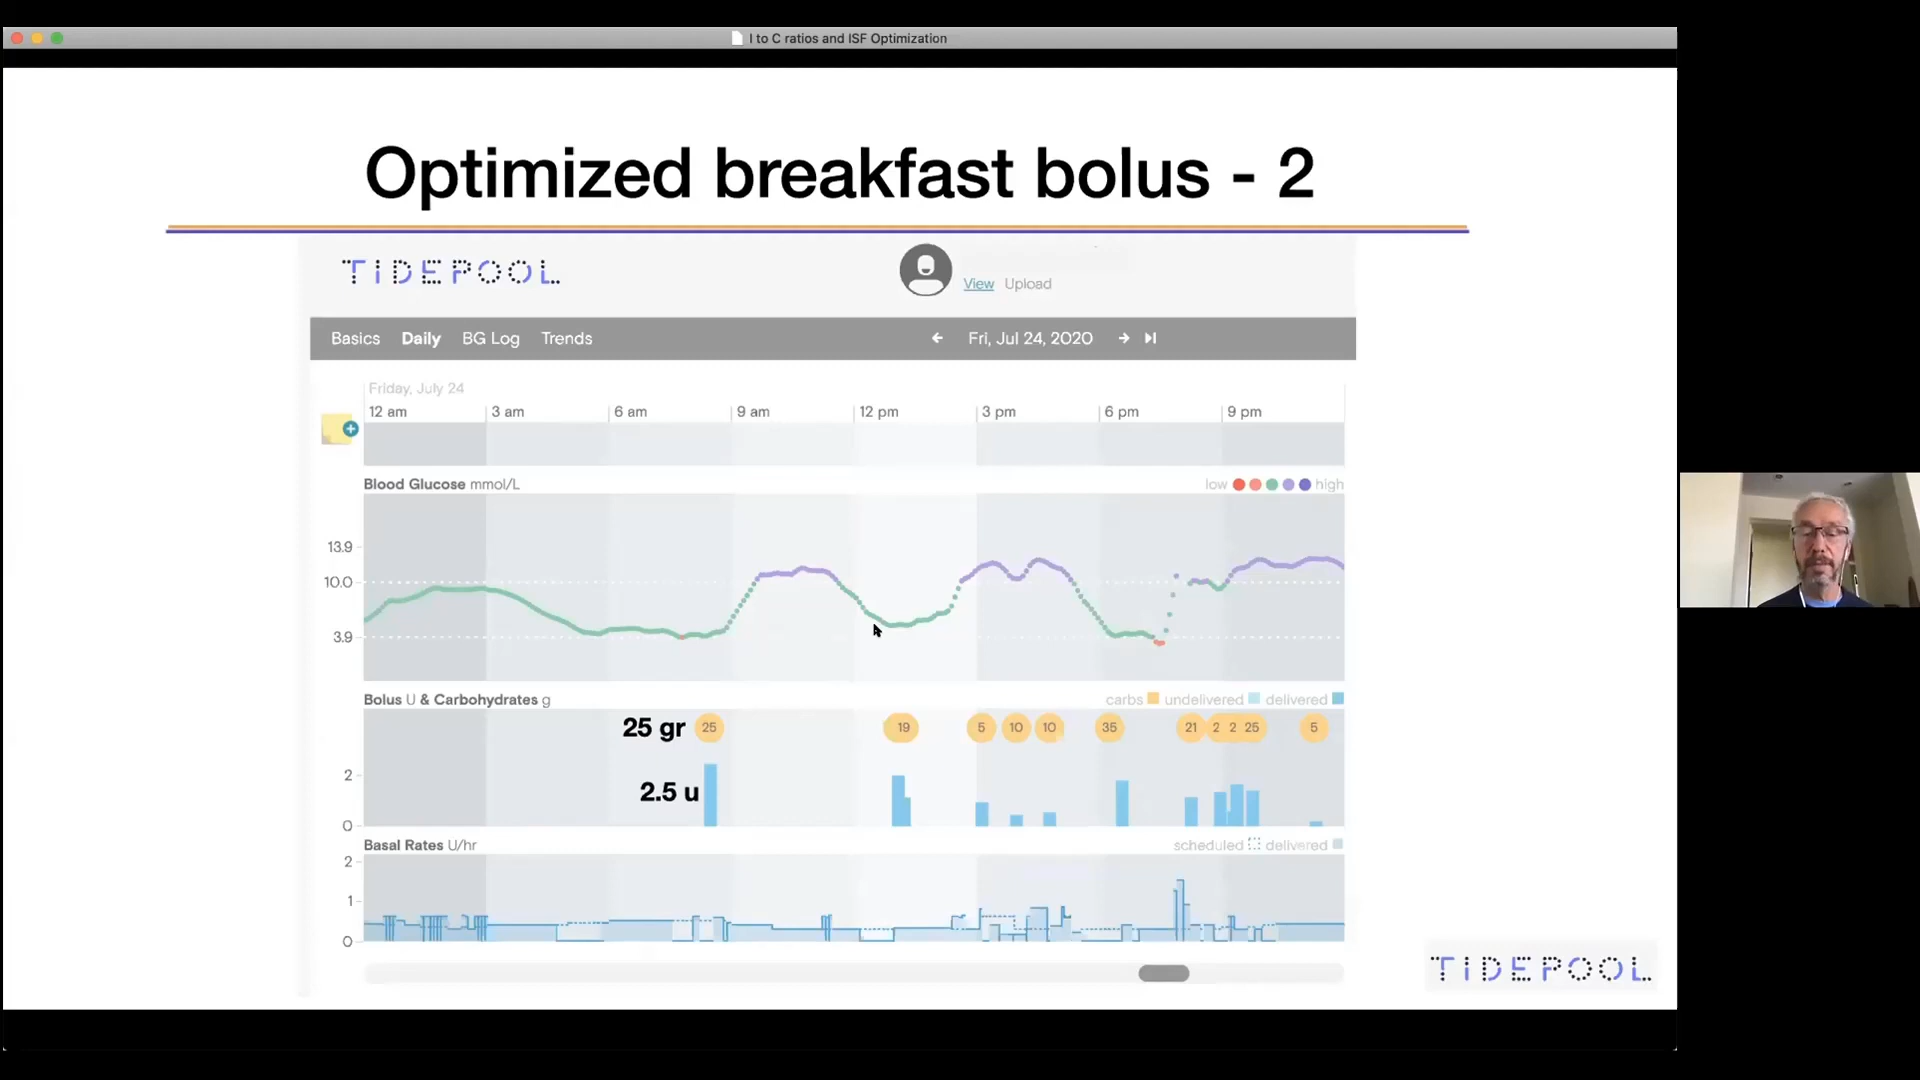 I to C ratios and ISF Optimization
Optimized breakfast bolus - 2
TIDEPOOL
View Upload
Basics Daily BG Log Trends
Fri, Jul 24, 2020
Friday, July 24
12 am 3 am 6 am 9 am 12 pm 3 pm 6 pm 9 pm
Blood Glucose mmol/L
low high
13.9
10.0
3.9
Bolus U & Carbohydrates g
carbs undelivered delivered
25 gr 25 19 5 10 10 35 21 2 2 25 5
2
2.5 u
0
Basal Rates U/hr
scheduled delivered
2
1
0
TIDEPOOL